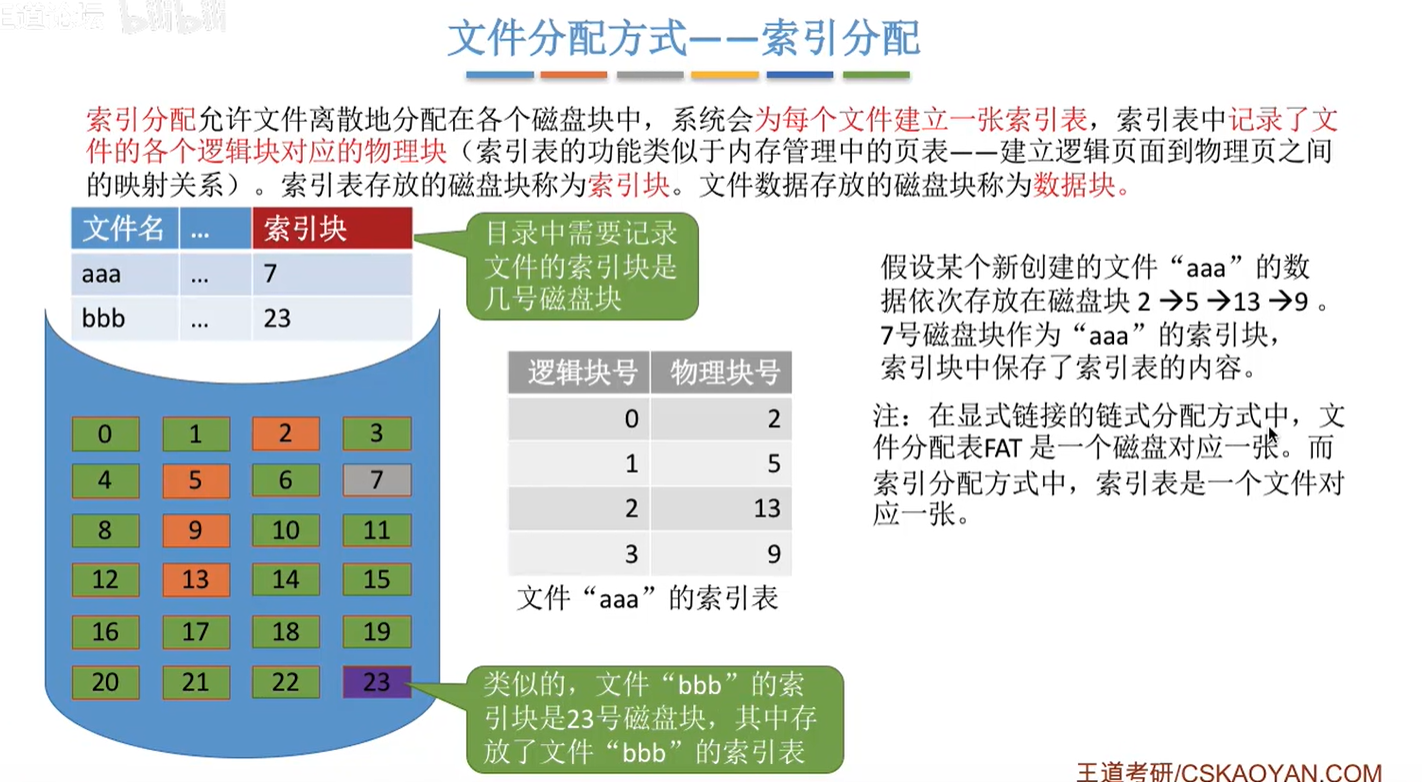 王道论坛 bilibili
文件分配方式——索引分配
索引分配允许文件离散地分配在各个磁盘块中，系统会为每个文件建立一张索引表，索引表中记录了文
件的各个逻辑块对应的物理块（索引表的功能类似于内存管理中的页表——建立逻辑页面到物理页之间
的映射关系）。索引表存放的磁盘块称为索引块。文件数据存放的磁盘块称为数据块。
文件名 ... 索引块
aaa ... 7
bbb ... 23
目录中需要记录
文件的索引块是
几号磁盘块
0 1 2 3
4 5 6 7
8 9 10 11
12 13 14 15
16 17 18 19
20 21 22 23
逻辑块号 物理块号
0 2
1 5
2 13
3 9
文件“aaa”的索引表
类似的，文件“bbb”的索
引块是23号磁盘块，其中存
放了文件“bbb”的索引表
假设某个新创建的文件“aaa”的数
据依次存放在磁盘块 2 →5 →13 →9 。
7号磁盘块作为“aaa”的索引块，
索引块中保存了索引表的内容。
注：在显式链接的链式分配方式中，文
件分配表FAT 是一个磁盘对应一张。而
索引分配方式中，索引表是一个文件对
应一张。
王道考研/CSKAOYAN.COM